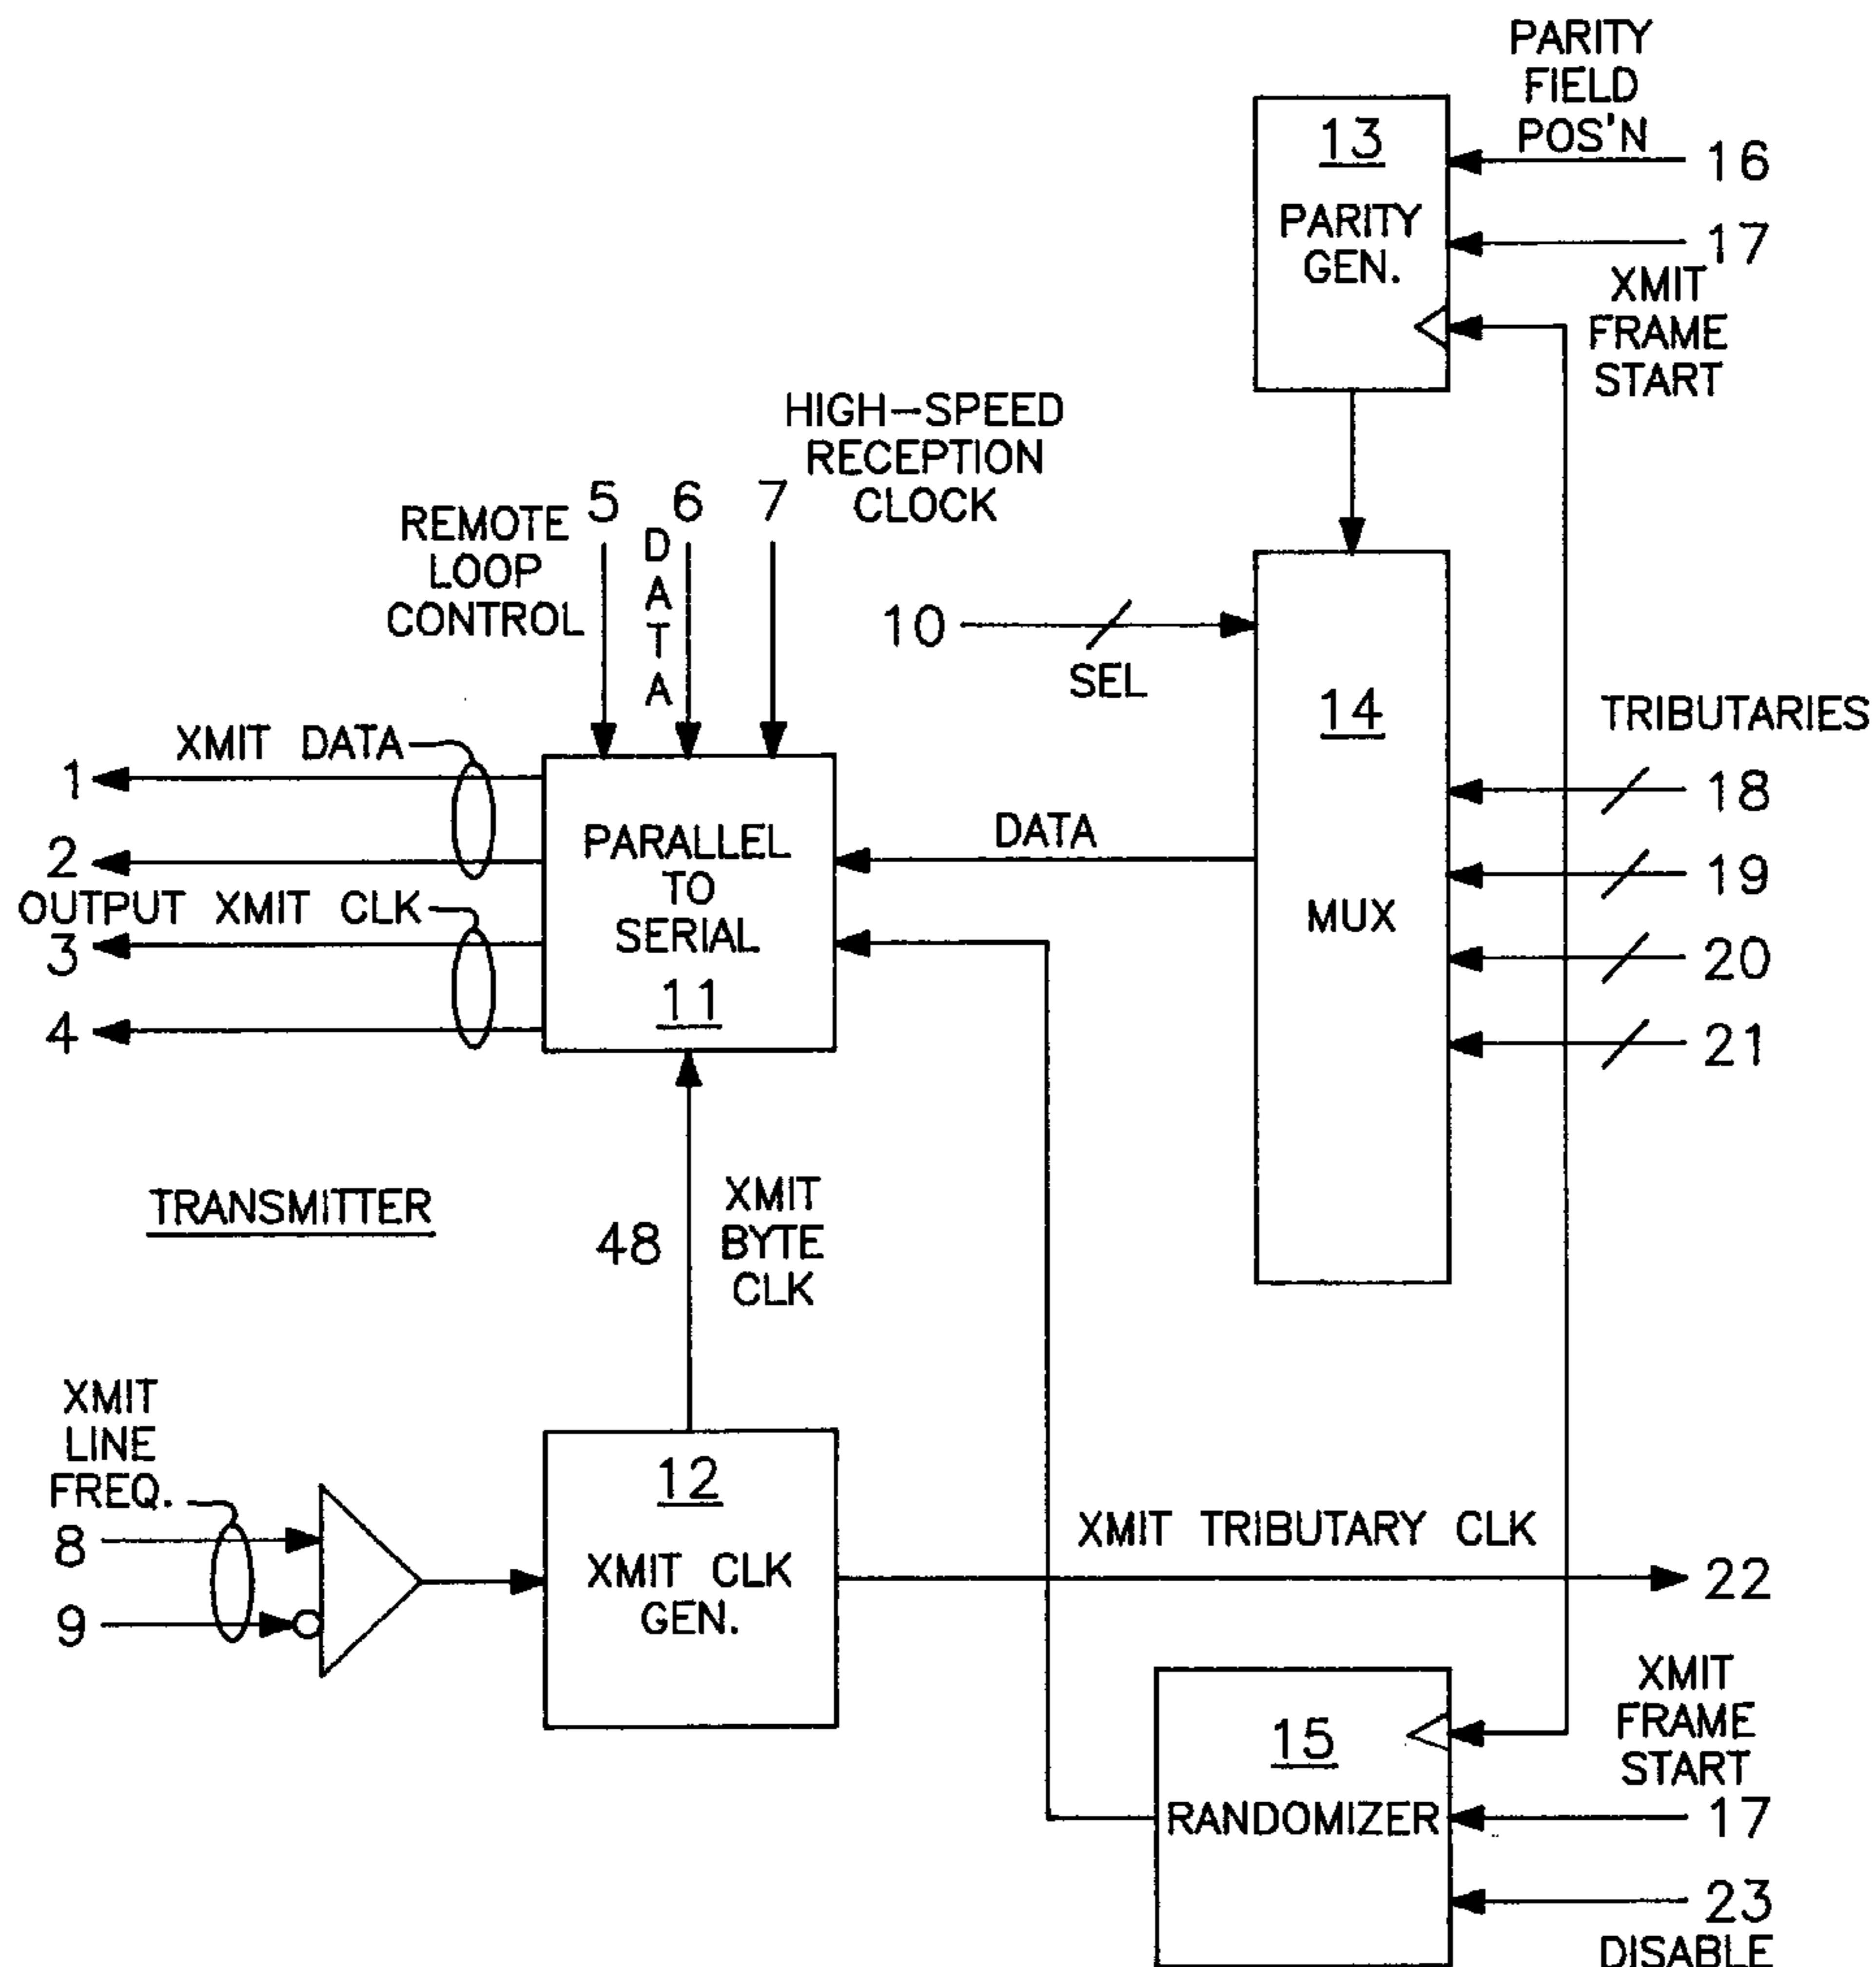 PARITY
FIELD
POS'N
13
16
PARITY
GEN.
17
XMIT
FRAME
START
HIGH-SPEED
RECEPTION
CLOCK
5
6
7
REMOTE
LOOP
CONTROL
DATA
10
SEL
14
TRIBUTARIES
XMIT DATA
1
18
PARALLEL
TO
SERIAL
11
DATA
2
19
MUX
OUTPUT XMIT CLK
3
20
4
21
TRANSMITTER
48
XMIT
BYTE
CLK
XMIT
LINE
FREQ.
8
9
12
XMIT CLK
GEN.
XMIT TRIBUTARY CLK
22
15
RANDOMIZER
XMIT
FRAME
START
17
23
DISABLE